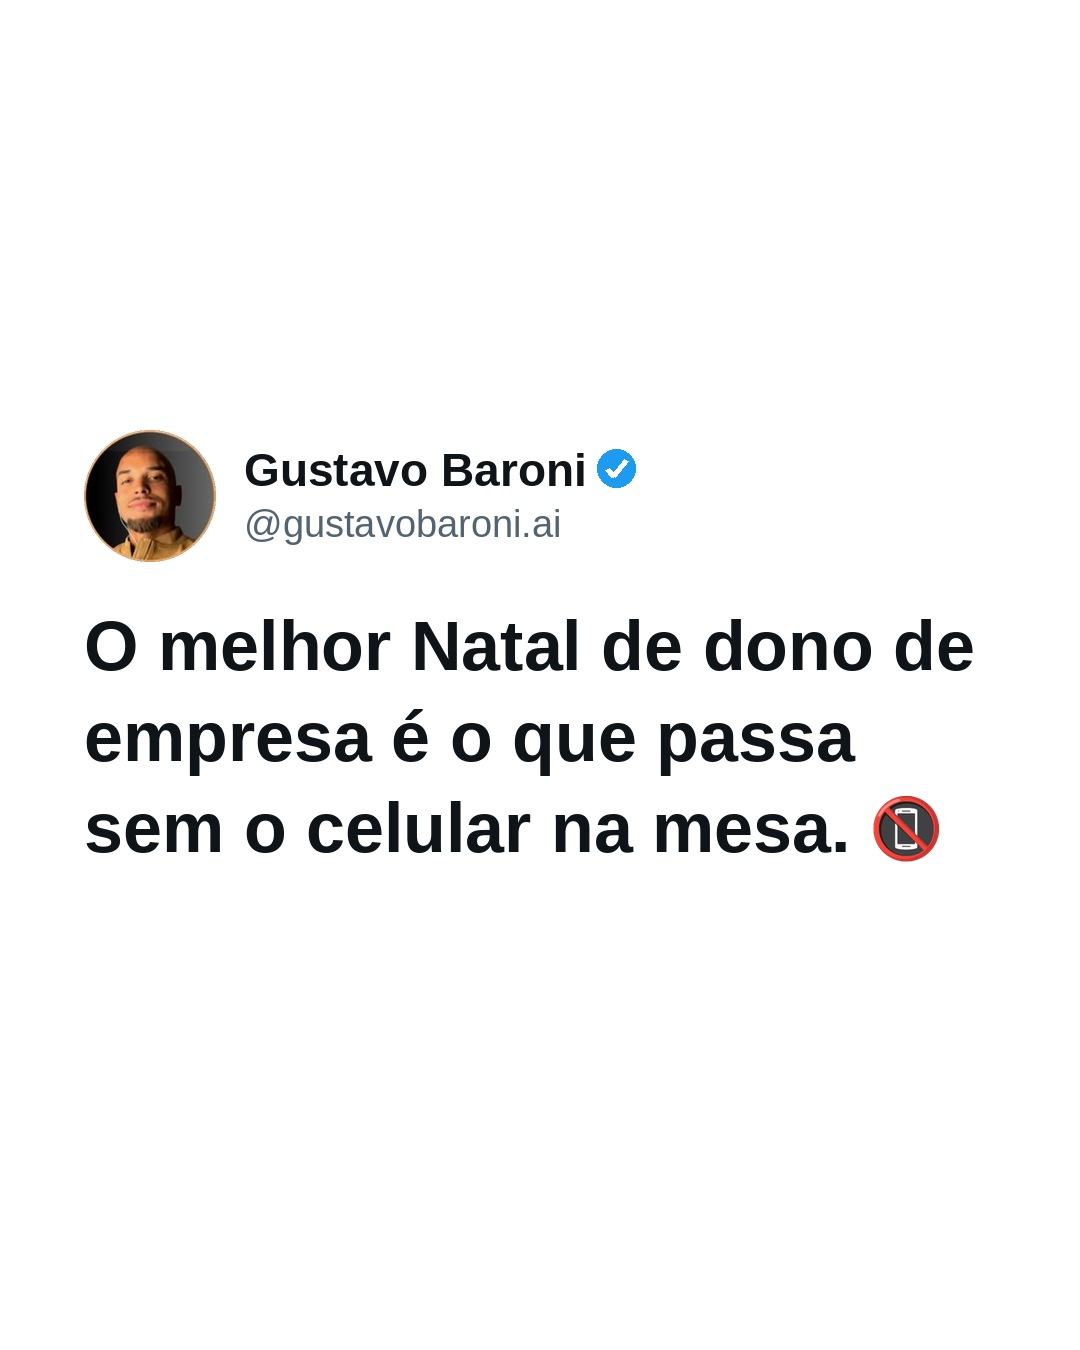 Gustavo Baroni
@gustavobaroni.ai
O melhor Natal de dono de
empresa é o que passa
sem o celular na mesa. 📵